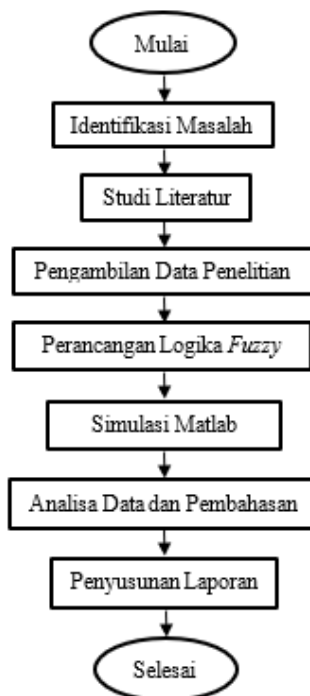 Mulai
Identifikasi Masalah
Studi Literatur
Pengambilan Data Penelitian
Perancangan Logika Fuzzy
Simulasi Matlab
Analisa Data dan Pembahasan
Penyusunan Laporan
Selesai